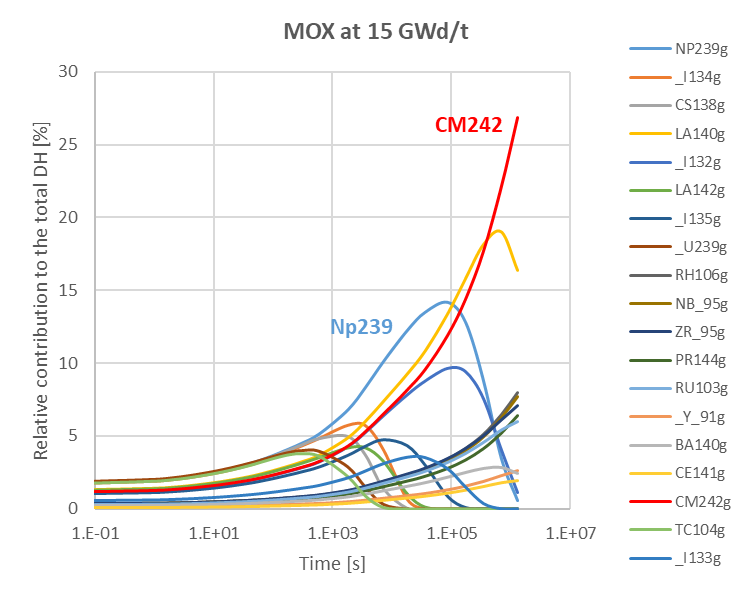 MOX at 15 GWd/t
Relative contribution to the total DH [%]
30
25
20
15
10
5
0
1.E-01
1.E+01
1.E+03
1.E+05
1.E+07
Time [s]
CM242
Np239
NP239g
_I134g
CS138g
LA140g
_I132g
LA142g
_I135g
_U239g
RH106g
NB_95g
ZR_95g
PR144g
RU103g
_Y_91g
BA140g
CE141g
CM242g
TC104g
_I133g